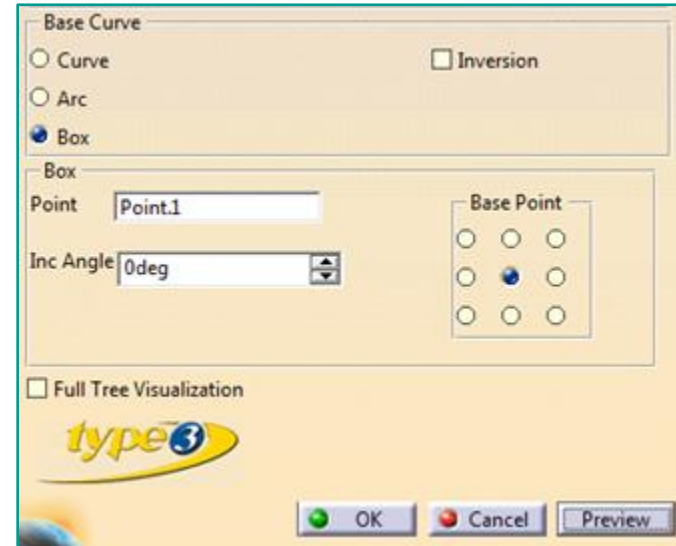 Base Curve
Curve
Inversion
Arc
Box
Box
Point Point.1
Base Point
Inc Angle 0deg
Full Tree Visualization
type3
OK Cancel Preview